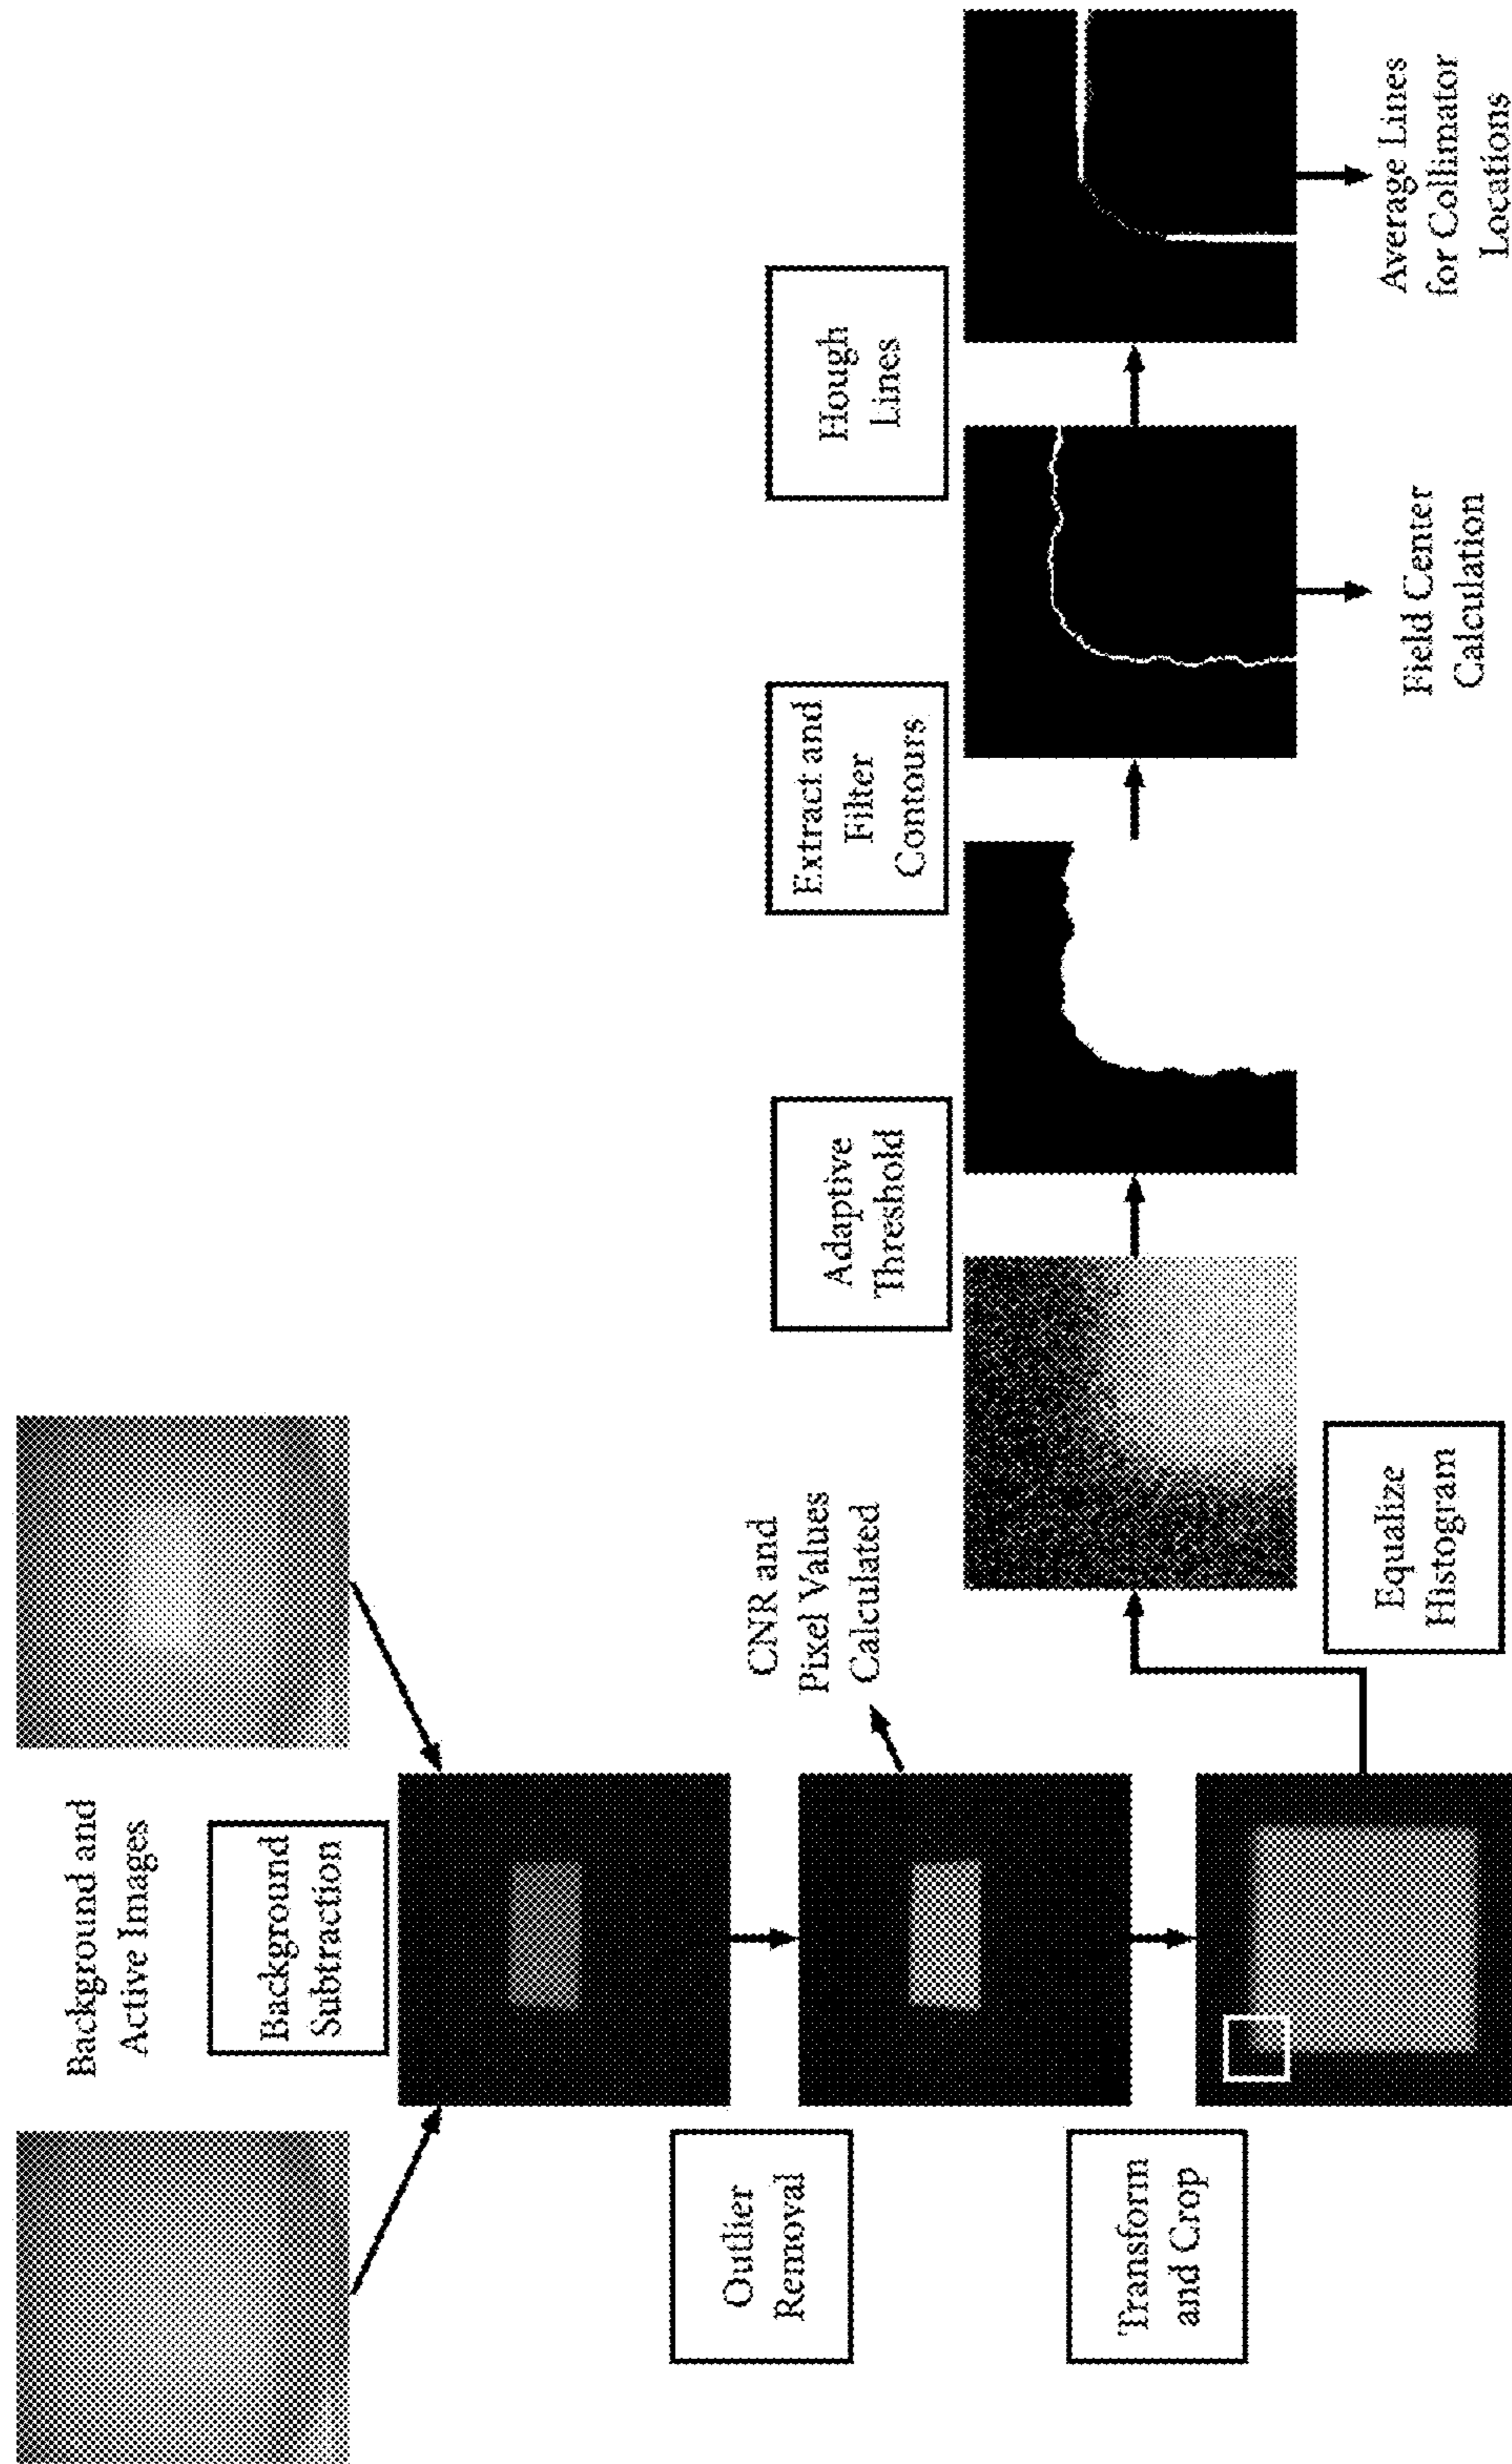 Background and
Active Images
Background
Subtraction
Outlier
Removal
CNR and
Pixel Values
Calculated
Transform
and Crop
Equalize
Histogram
Adaptive
Threshold
Extract and
Filter
Contours
Field Center
Calculation
Hough
Lines
Average Lines
for Collimator
Locations